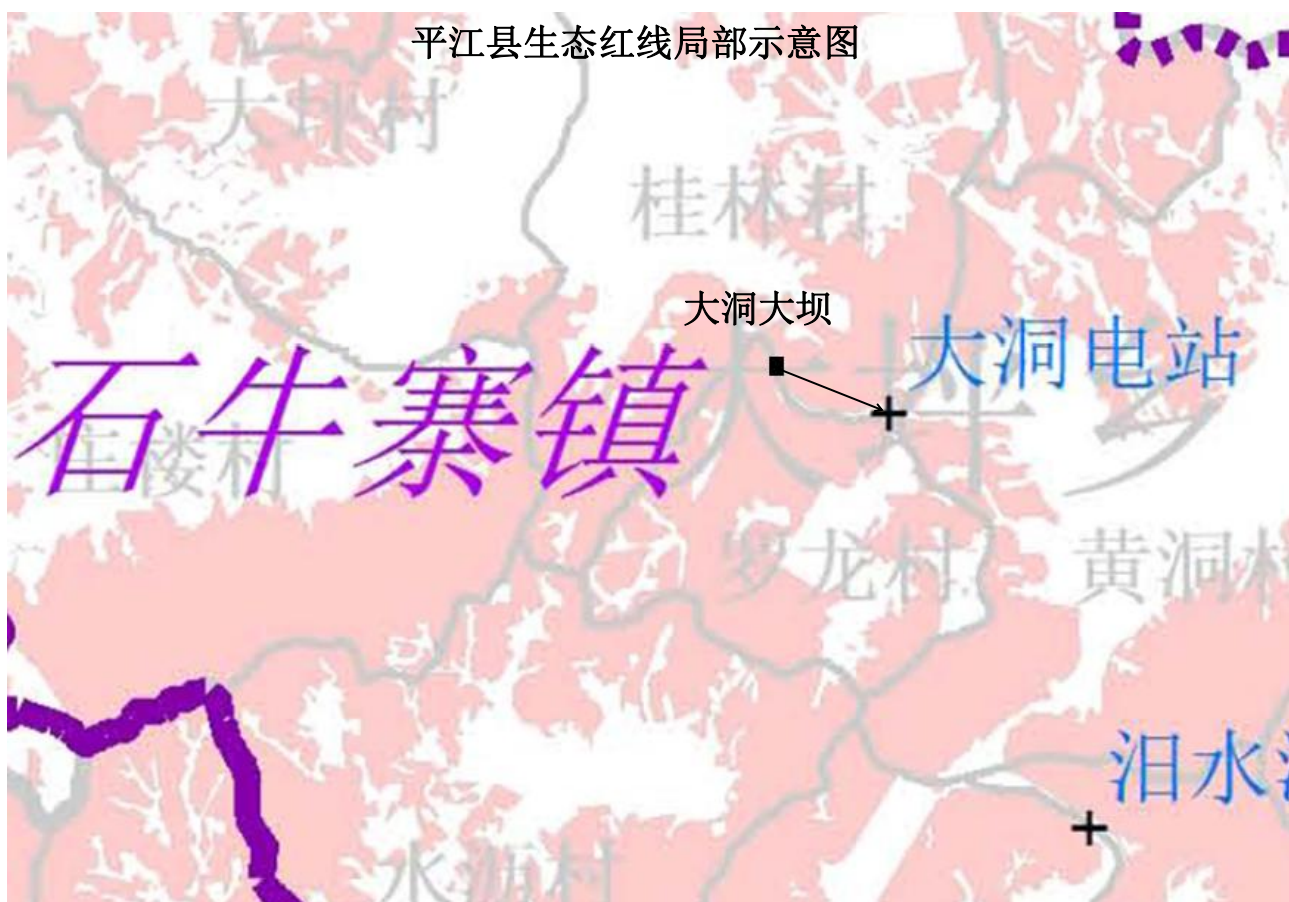 平江县生态红线局部示意图
大坪村
桂林村
大洞大坝
大洞电站
石牛寨镇
罗龙村
黄洞村
汨水
水源村